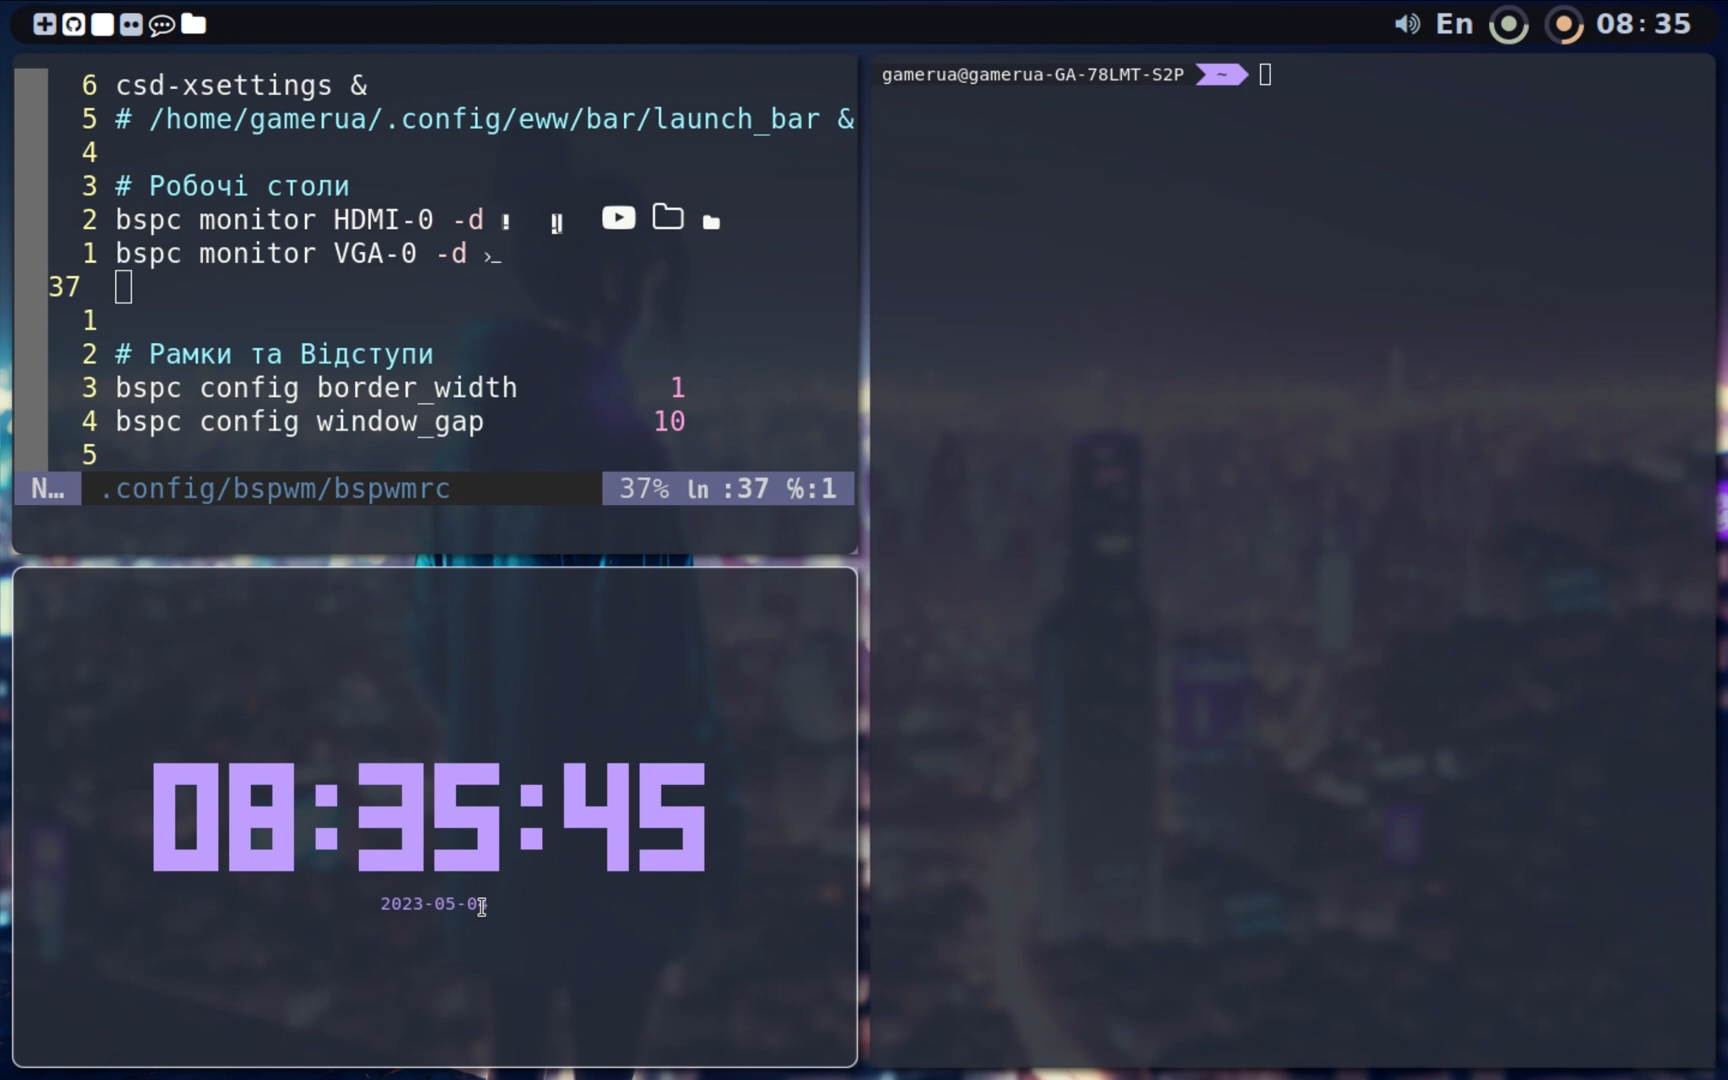 En 08:35
6 csd-xsettings &
5 # /home/gamerua/.config/eww/bar/launch_bar &
4
3 # Робочі столи
2 bspc monitor HDMI-0 -d
1 bspc monitor VGA-0 -d >_
37
1
2 # Рамки та Відступи
3 bspc config border_width 1
4 bspc config window_gap 10
5
N… .config/bspwm/bspwmrc 37% ln :37 ℅:1
gamerua@gamerua-GA-78LMT-S2P ~
08:35:45